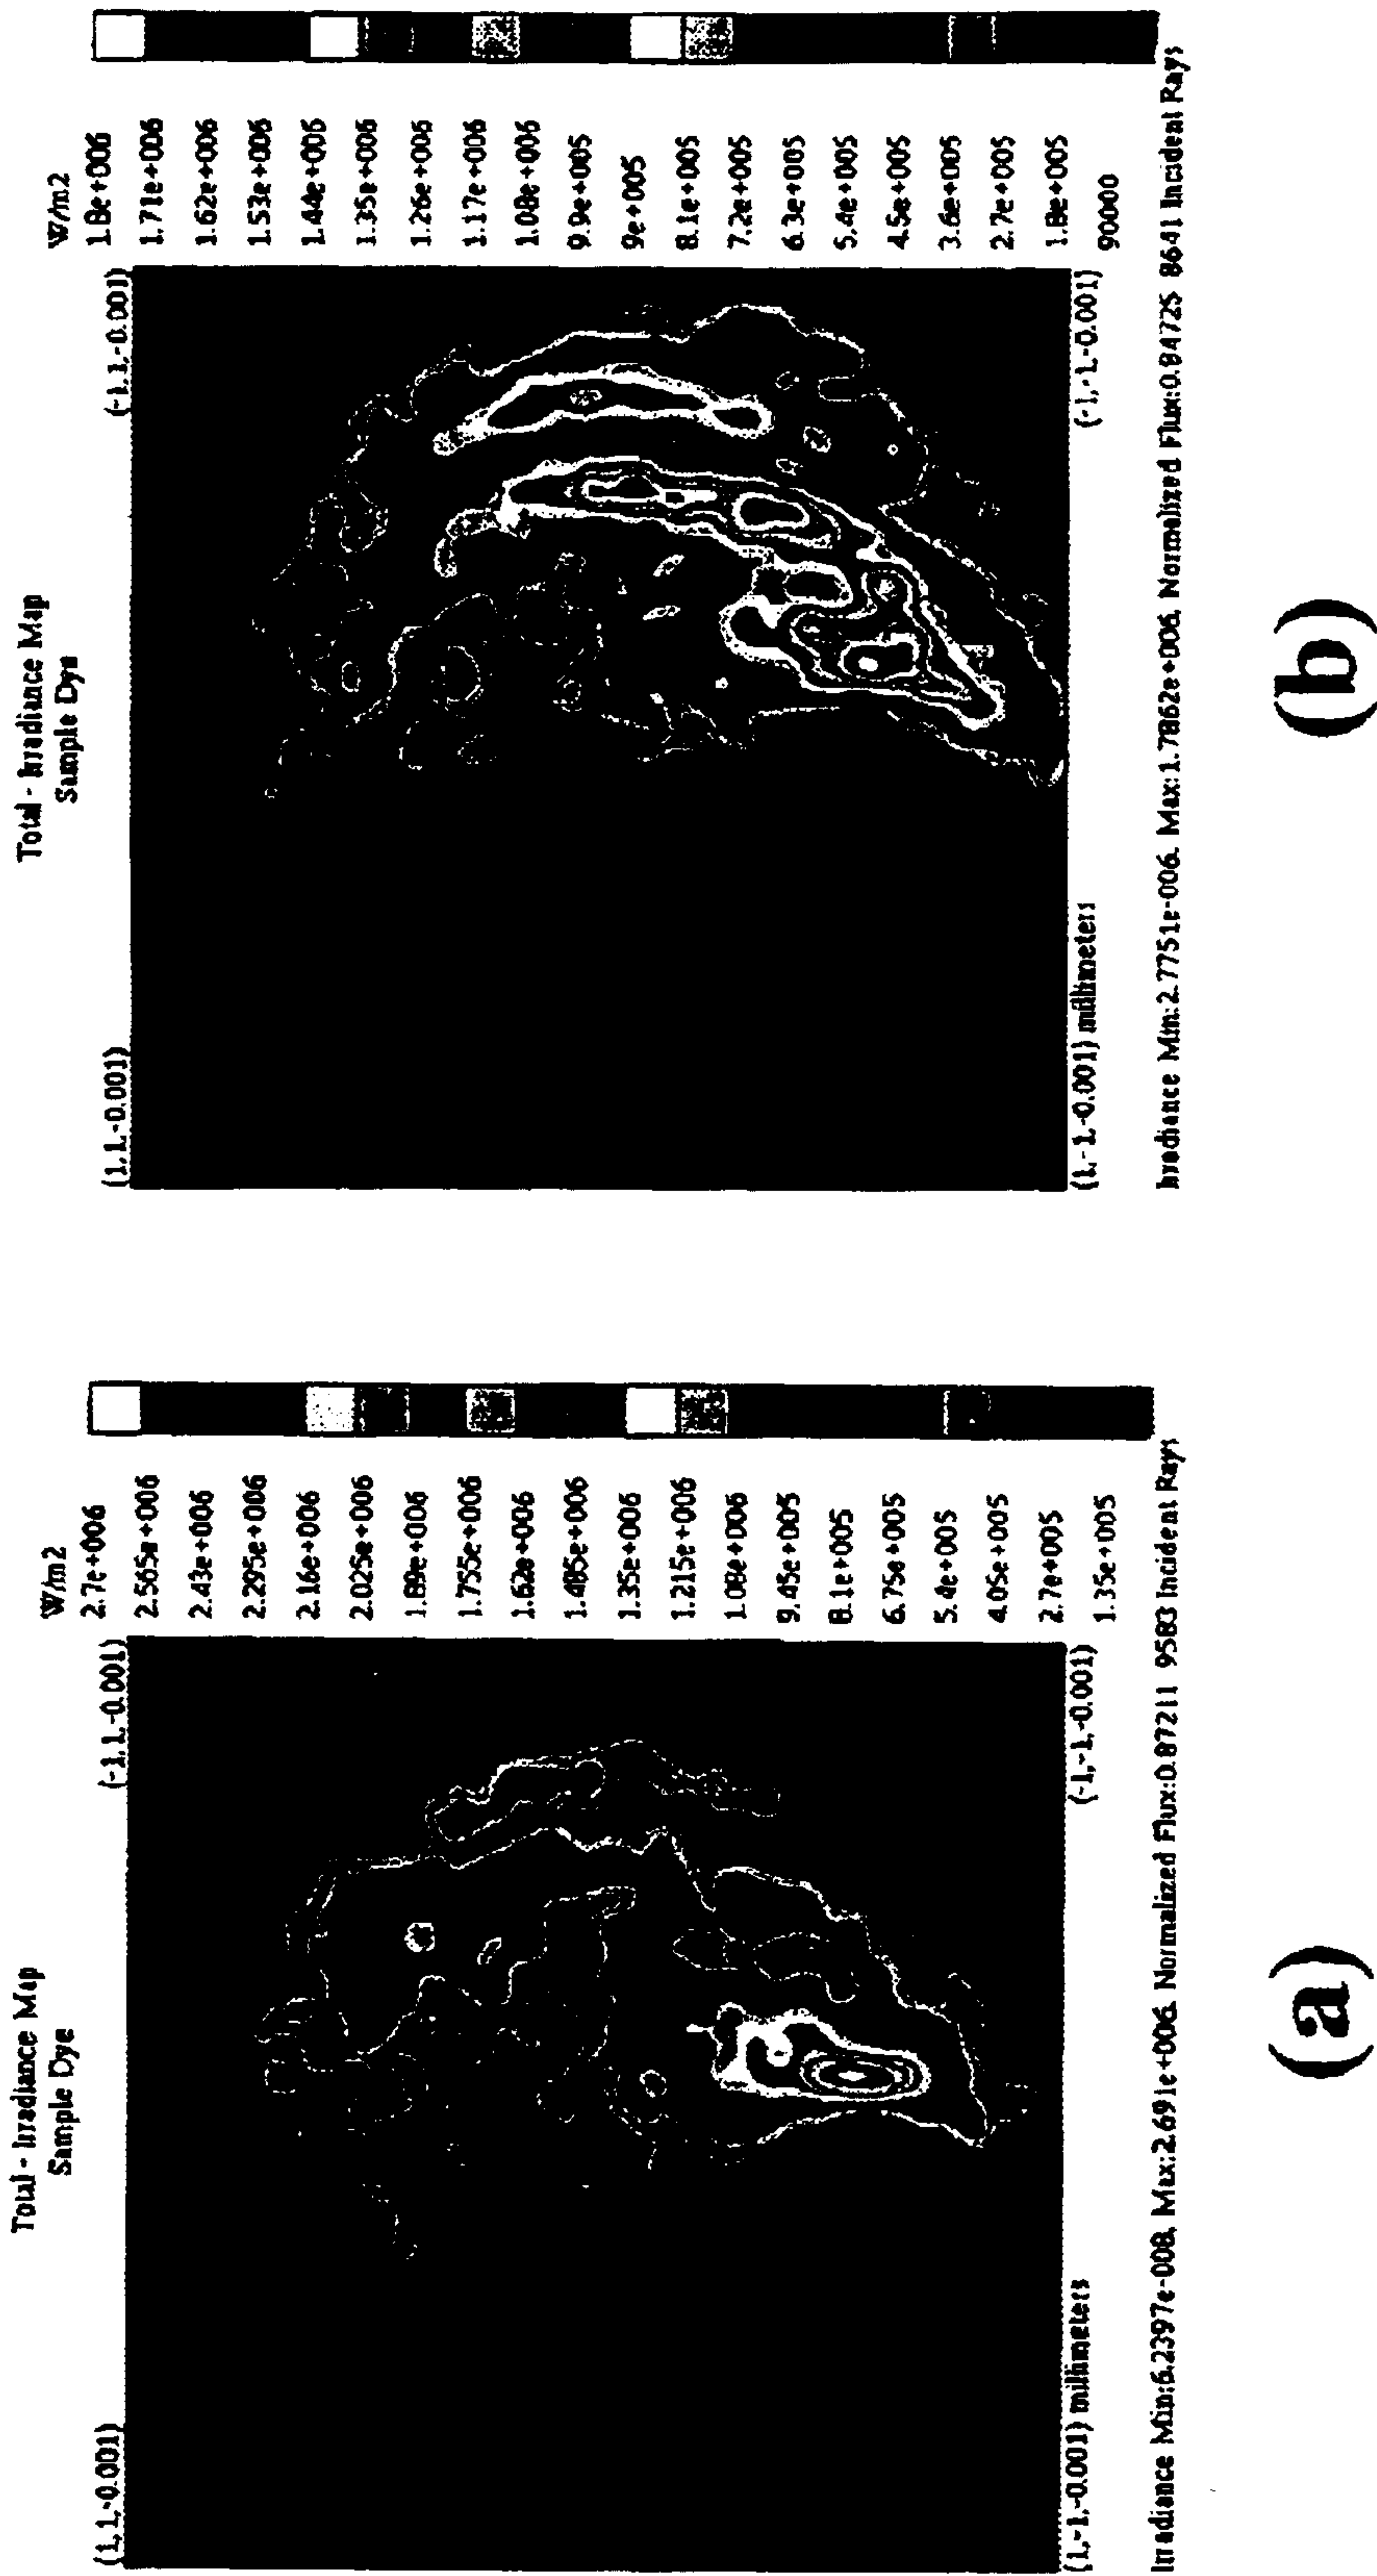 Total - Irradiance Map
Sample Dye
(1,1,-0.001)
(-1,1,-0.001)
W/m2
2.7e+006
2.565e+006
2.43e+006
2.295e+006
2.16e+006
2.025e+006
1.89e+006
1.755e+006
1.62e+006
1.485e+006
1.35e+006
1.215e+006
1.08e+006
9.45e+005
8.1e+005
6.75e+005
5.4e+005
4.05e+005
2.7e+005
1.35e+005
(1,-1,-0.001) millimeters
(-1,-1,-0.001)
Irradiance Min:6.2397e-008, Max:2.691e+006, Normalized Flux:0.87211 9583 Incident Rays
(a)
Total - Irradiance Map
Sample Dye
(1,1,-0.001)
(-1,1,-0.001)
W/m2
1.8e+006
1.71e+006
1.62e+006
1.53e+006
1.44e+006
1.35e+006
1.26e+006
1.17e+006
1.08e+006
9.9e+005
9e+005
8.1e+005
7.2e+005
6.3e+005
5.4e+005
4.5e+005
3.6e+005
2.7e+005
1.8e+005
90000
(1,-1,-0.001) millimeters
(-1,-1,-0.001)
Irradiance Min:2.7751e-006, Max:1.7862e+006, Normalized Flux:0.84725 8641 Incident Rays
(b)